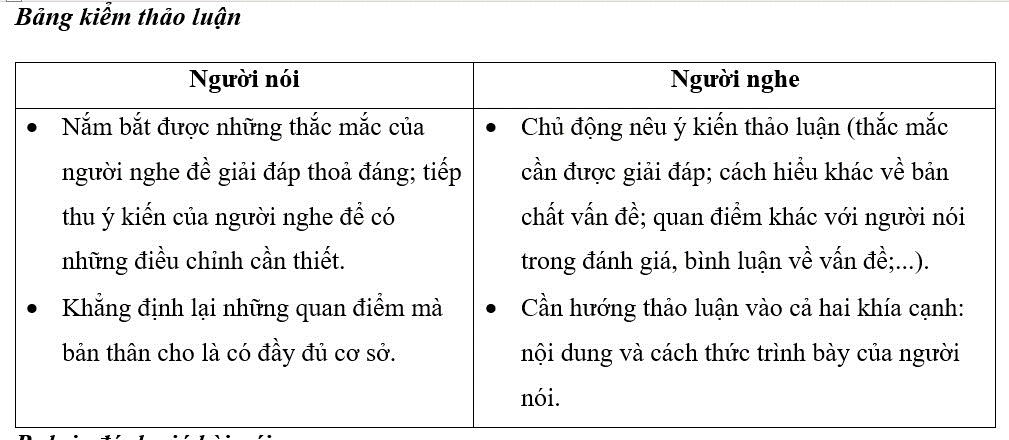 Bảng kiểm thảo luận
Người nói
Người nghe
• Nắm bắt được những thắc mắc của
người nghe đề giải đáp thoả đáng; tiếp
thu ý kiến của người nghe để có
những điều chỉnh cần thiết.
• Khẳng định lại những quan điểm mà
bản thân cho là có đầy đủ cơ sở.
• Chủ động nêu ý kiến thảo luận (thắc mắc
cần được giải đáp; cách hiểu khác về bản
chất vấn đề; quan điểm khác với người nói
trong đánh giá, bình luận về vấn đề;...).
• Cần hướng thảo luận vào cả hai khía cạnh:
nội dung và cách thức trình bày của người
nói.